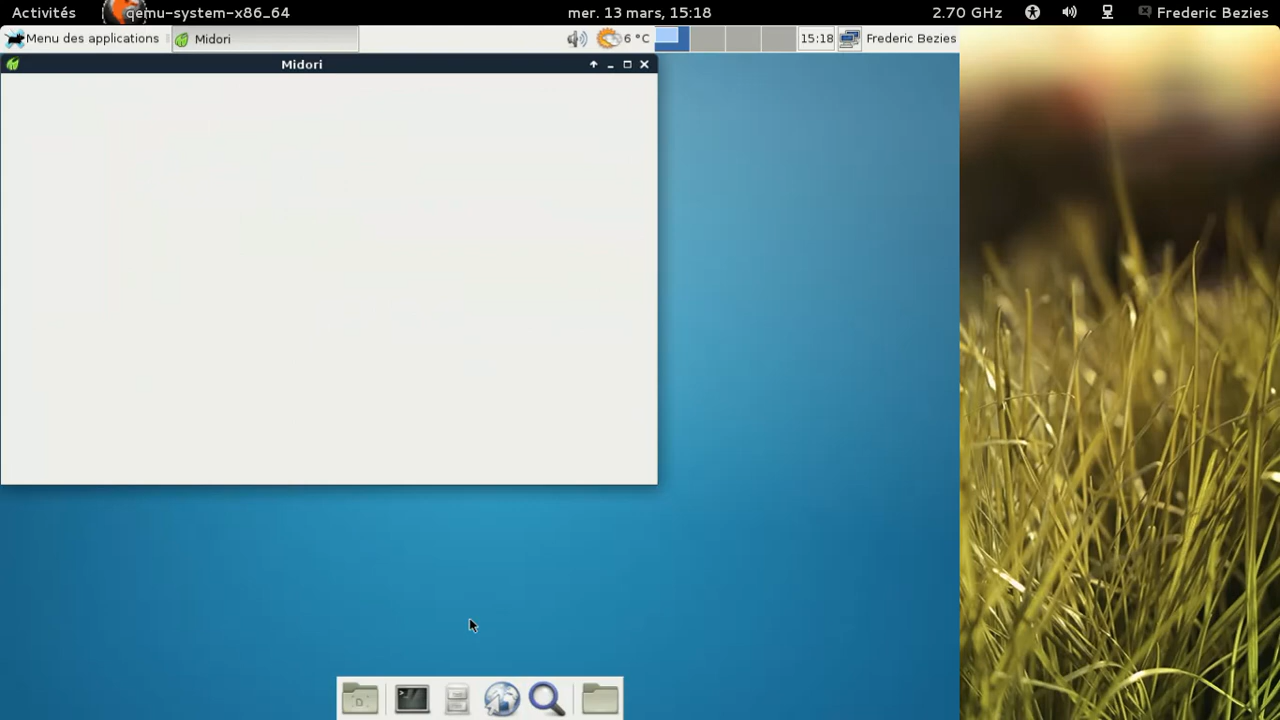 Activités qemu-system-x86_64 mer. 13 mars, 15:18 2.70 GHz Frederic Bezies
Menu des applications Midori 6 °C 15:18 Frederic Bezies
Midori